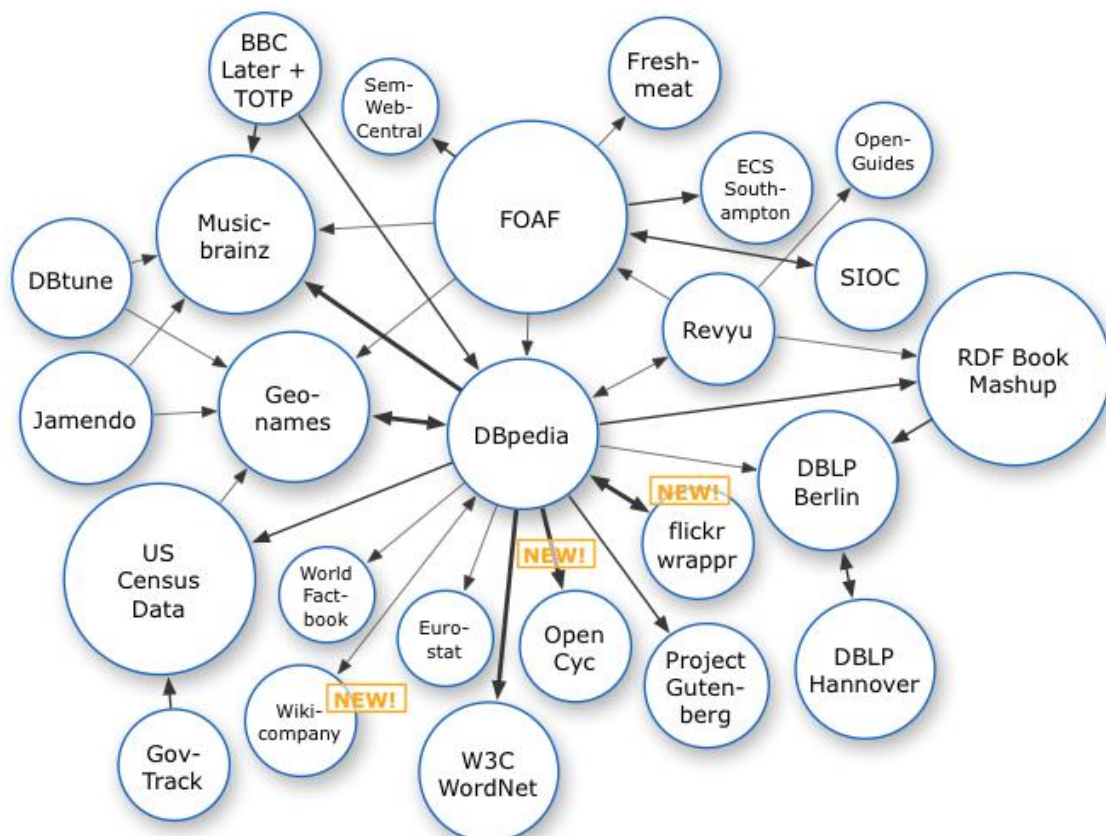 BBC
Later +
TOTP
Sem-
Web-
Central
Fresh-
meat
FOAF
ECS
South-
ampton
Open-
Guides
Music-
brainz
DBtune
SIOC
Revyu
RDF Book
Mashup
Jamendo
Geo-
names
DBpedia
DBLP
Berlin
NEW!
flickr
wrappr
US
Census
Data
NEW!
World
Fact-
book
Euro-
stat
Open
Cyc
Project
Guten-
berg
DBLP
Hannover
NEW!
Wiki-
company
Gov-
Track
W3C
WordNet